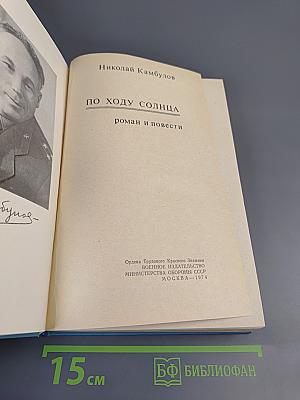 Николай Камбулов
ПО ХОДУ СОЛНЦА
роман и повести
Ордена Трудового Красного Знамени
ВОЕННОЕ ИЗДАТЕЛЬСТВО
МИНИСТЕРСТВА ОБОРОНЫ СССР
МОСКВА—1974
15 см
БФ БИБЛИОФАН